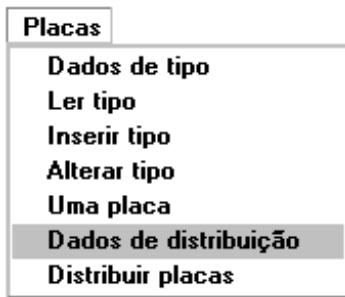 Placas
Dados de tipo
Ler tipo
Inserir tipo
Alterar tipo
Uma placa
Dados de distribuição
Distribuir placas